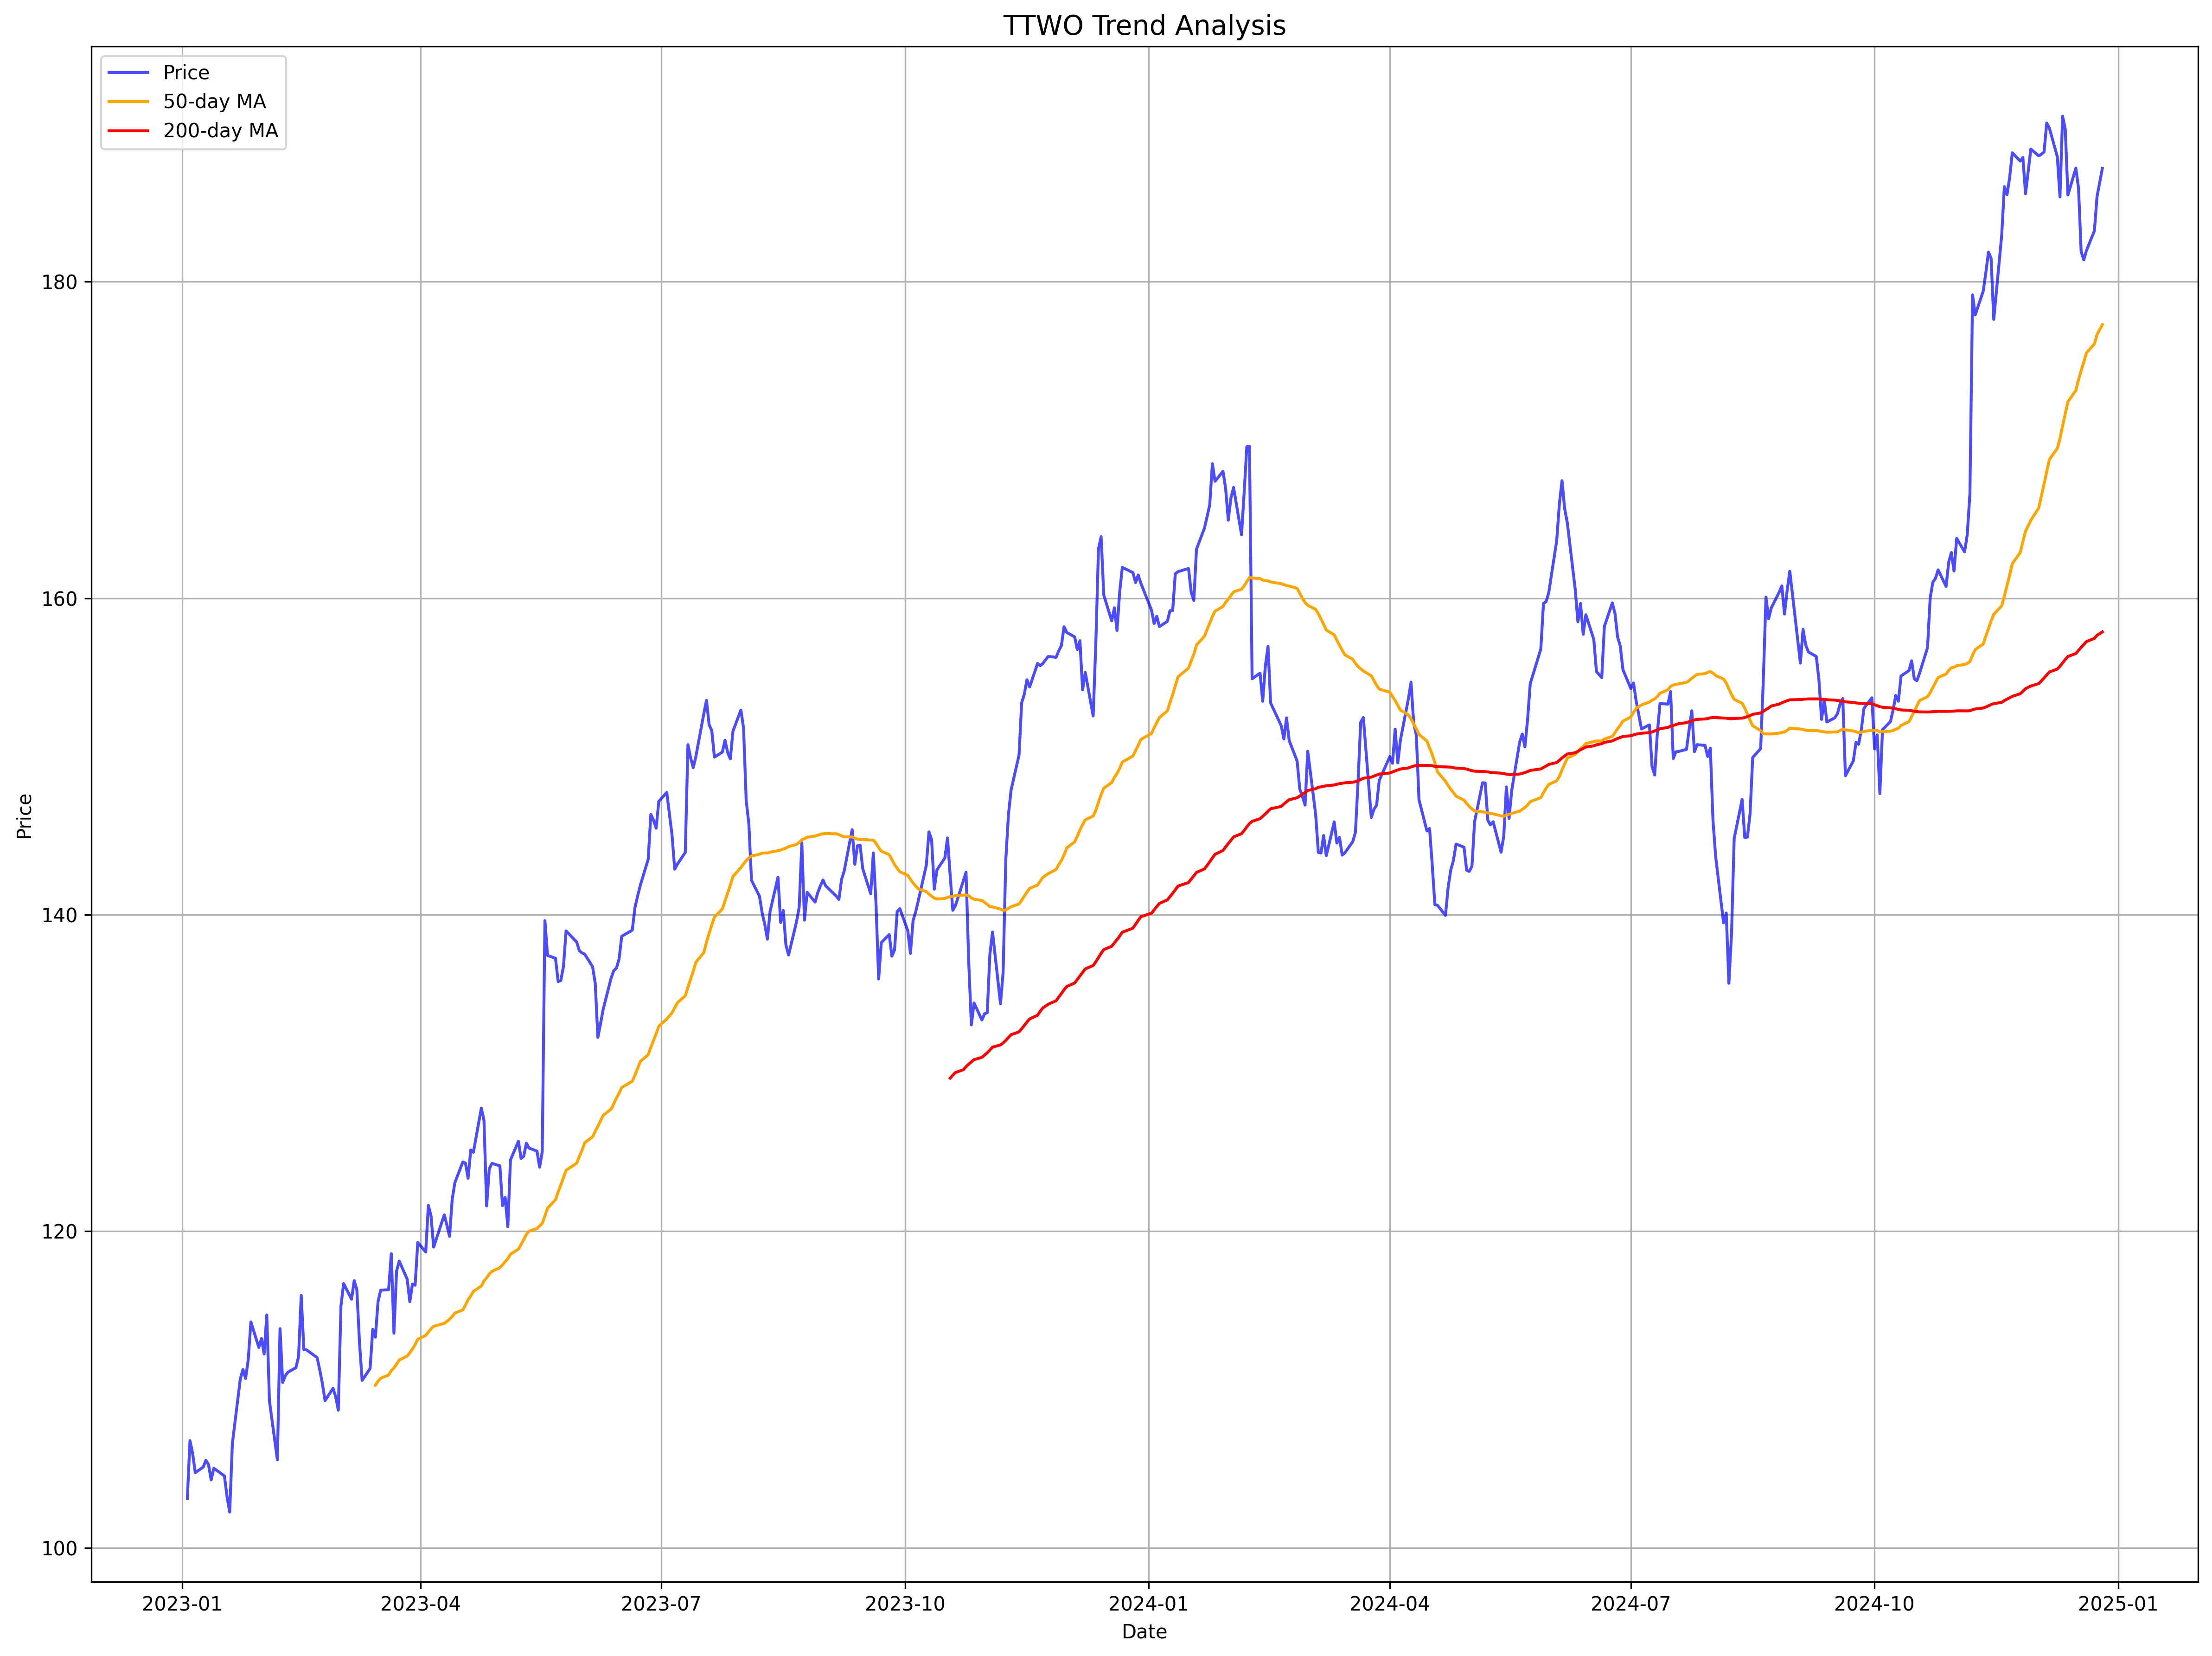 TTWO Trend Analysis
Price
50-day MA
200-day MA
180
160
140
120
100
Price
2023-01
2023-04
2023-07
2023-10
2024-01
2024-04
2024-07
2024-10
2025-01
Date